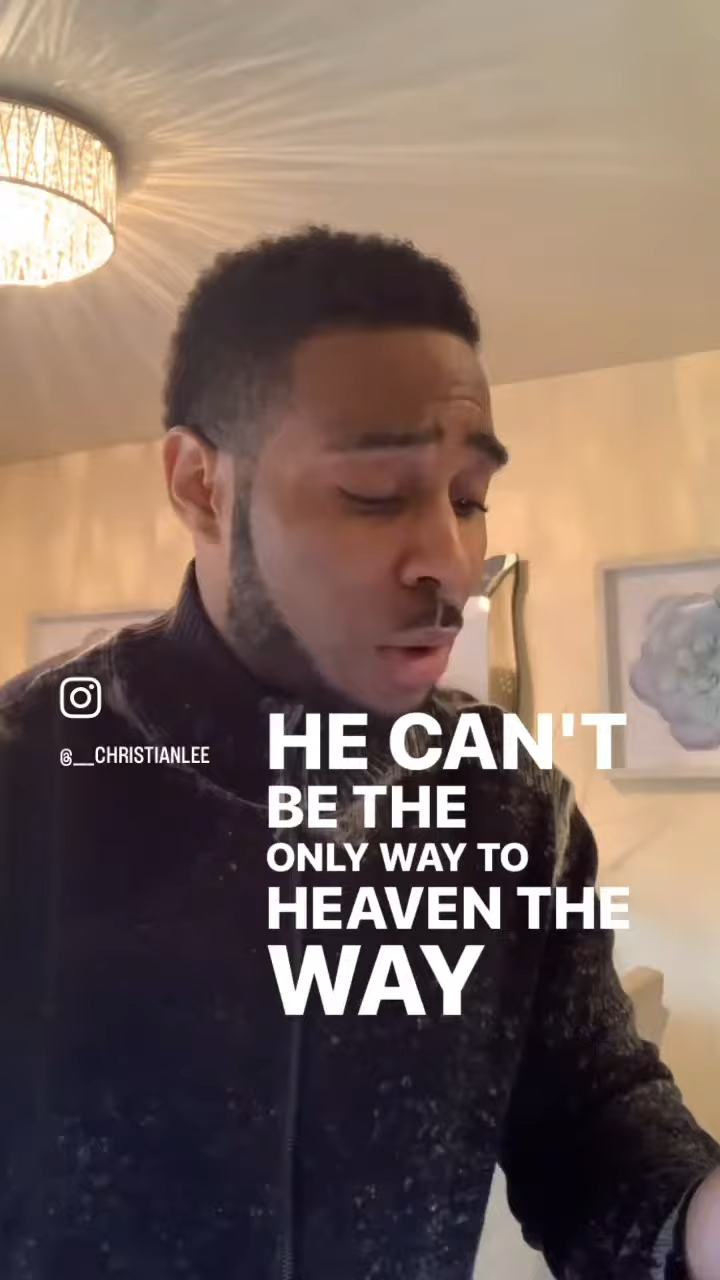 @__CHRISTIANLEE
HE CAN'T
BE THE
ONLY WAY TO
HEAVEN THE
WAY